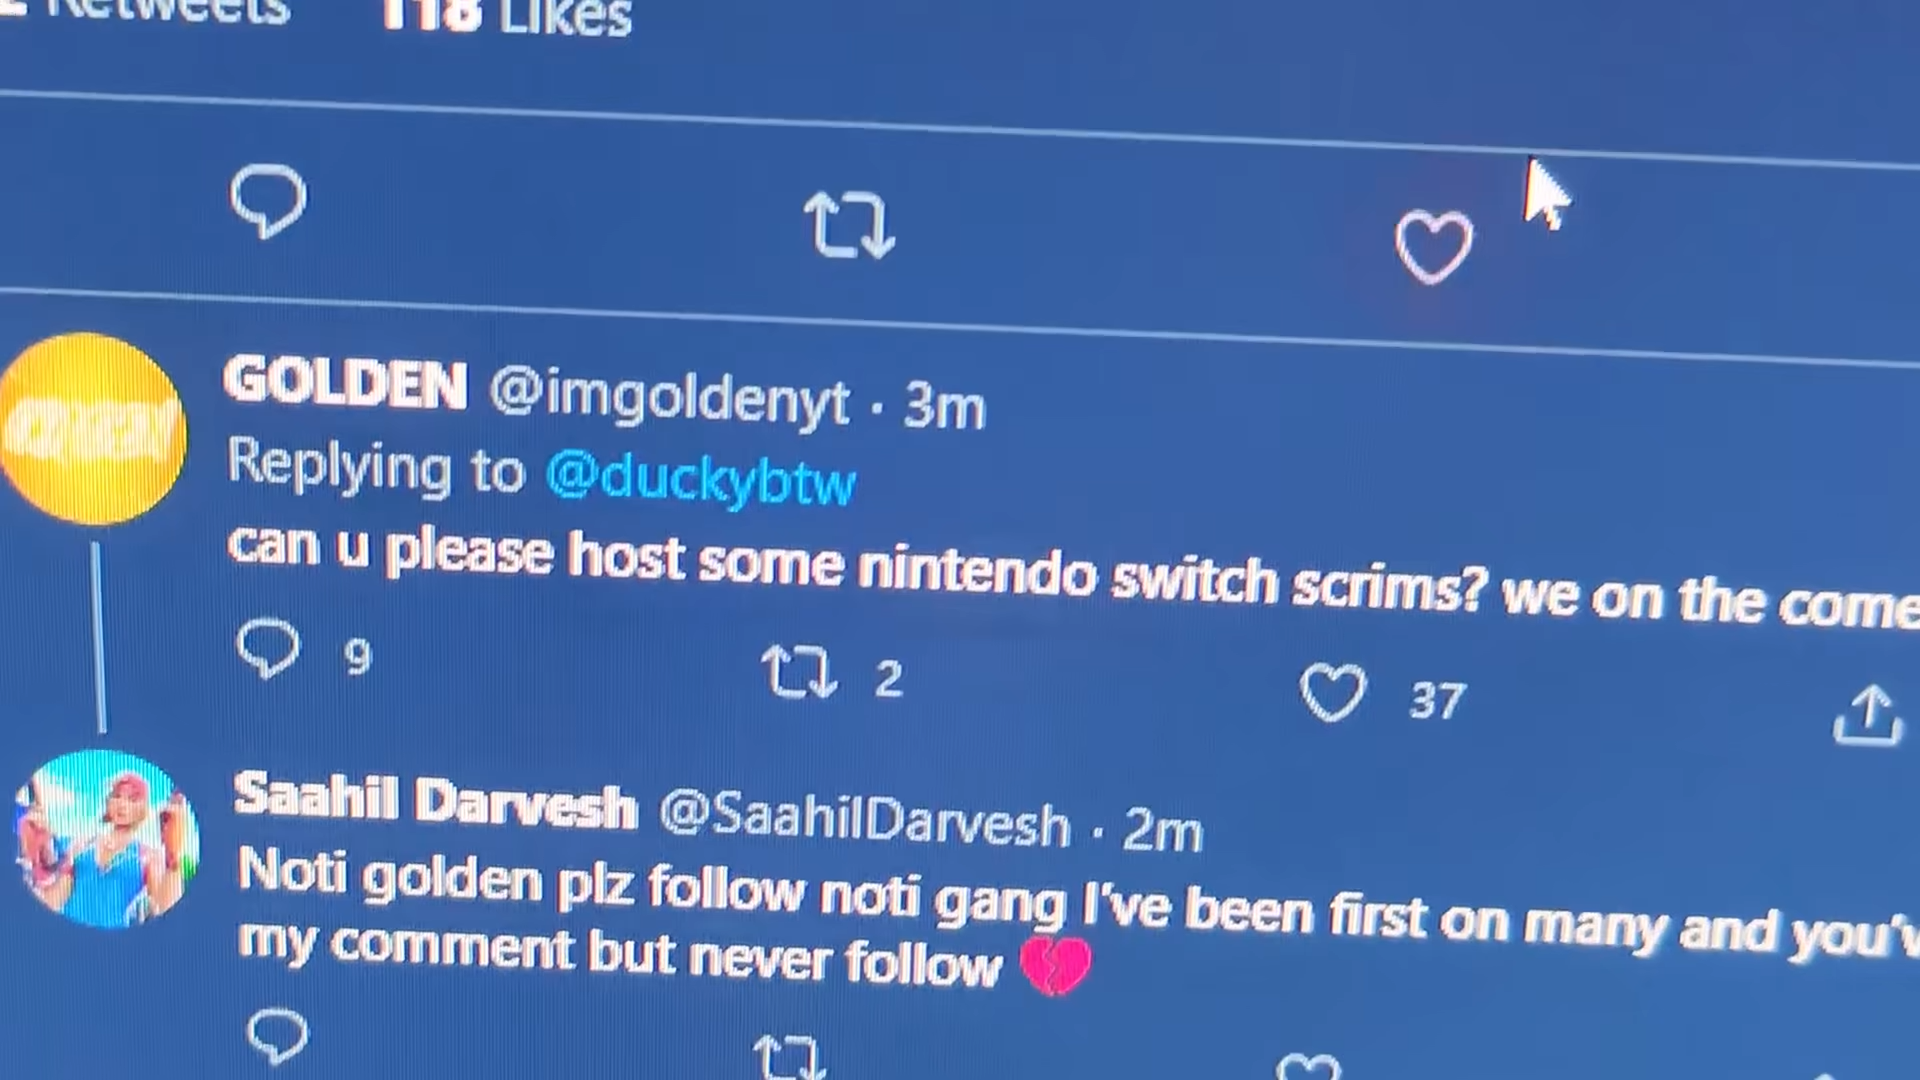 Retweets 118 Likes
GOLDEN @imgoldenyt · 3m
Replying to @duckybtw
can u please host some nintendo switch scrims? we on the come
9 2 37
Saahil Darvesh @SaahilDarvesh · 2m
Noti golden plz follow noti gang I've been first on many and you'v
my comment but never follow 💔